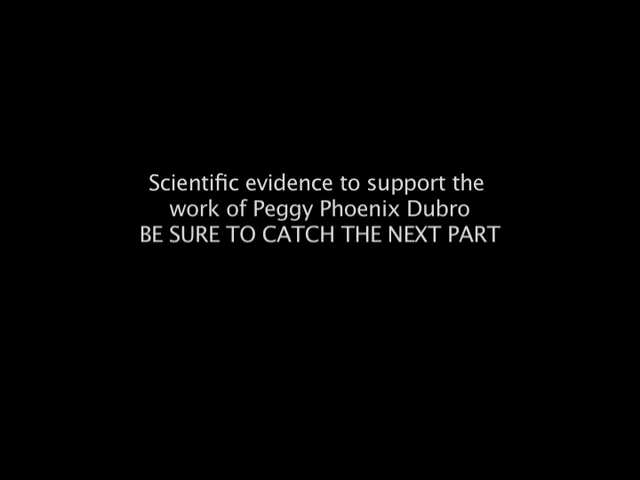 Scientific evidence to support the
work of Peggy Phoenix Dubro
BE SURE TO CATCH THE NEXT PART